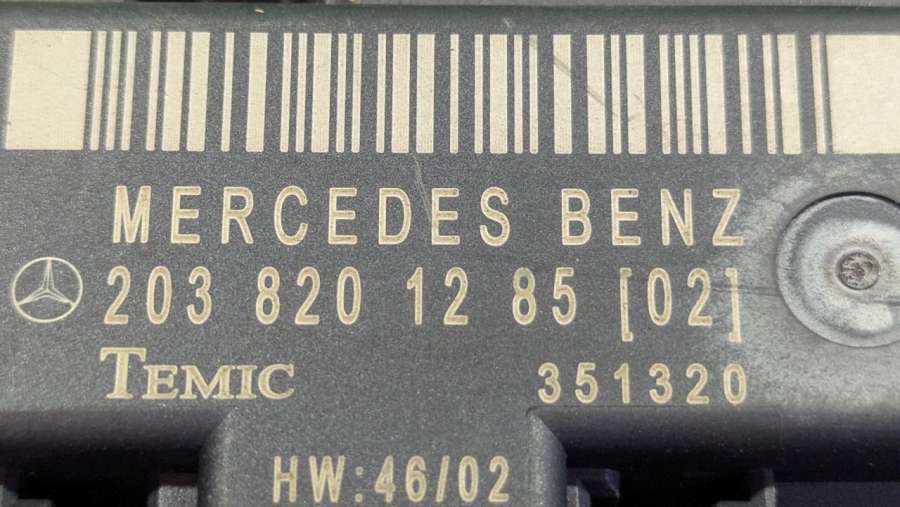 MERCEDES BENZ
203 820 12 85 [02]
TEMIC 351320
HW:46/02